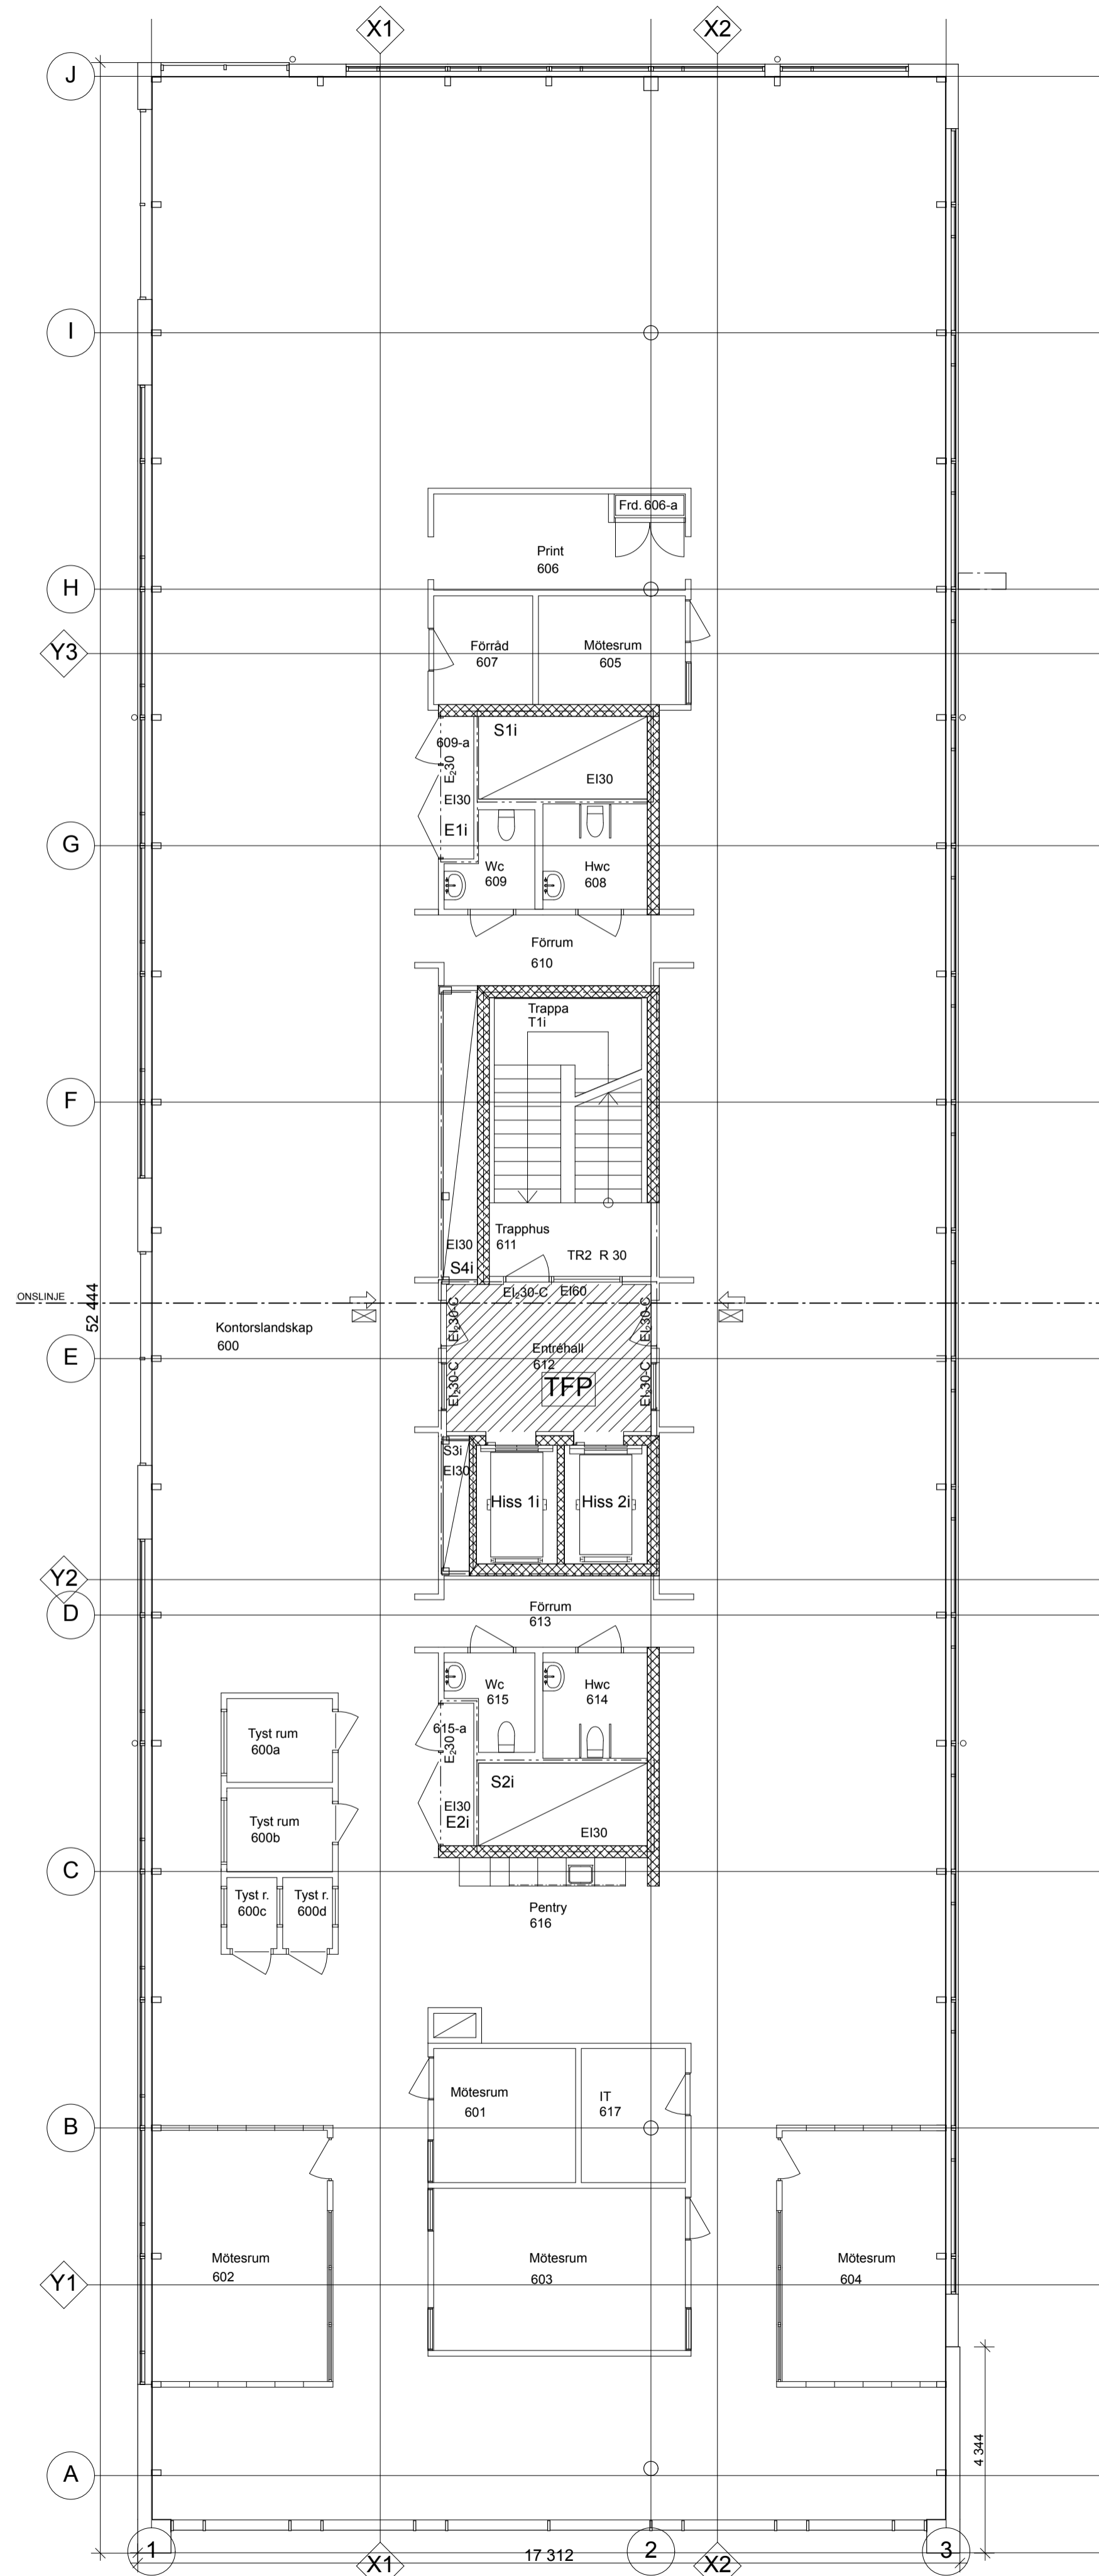 X1
X2
J
I
Frd. 606-a
Print
606
H
Förråd
607
Mötesrum
605
Y3
S1i
609-a
E₂30
EI30
EI30
E1i
G
Wc
609
Hwc
608
Förrum
610
Trappa
T1i
F
Trapphus
611
TR2 R 30
EI30
S4i
EI₂30-C
EI60
ONSLINJE
52 444
EI₂30-C
EI₂30-C
Kontorslandskap
600
Entréhall
612
E
TFP
EI₂30-C
EI₂30-C
S3i
EI30
Hiss 1i
Hiss 2i
Y2
D
Förrum
613
Wc
615
Hwc
614
615-a
E₂30
Tyst rum
600a
S2i
EI30
E2i
EI30
Tyst rum
600b
C
Tyst r.
600c
Tyst r.
600d
Pentry
616
Mötesrum
601
IT
617
B
Mötesrum
602
Mötesrum
603
Mötesrum
604
Y1
4 344
A
1
2
3
17 312
X1
X2